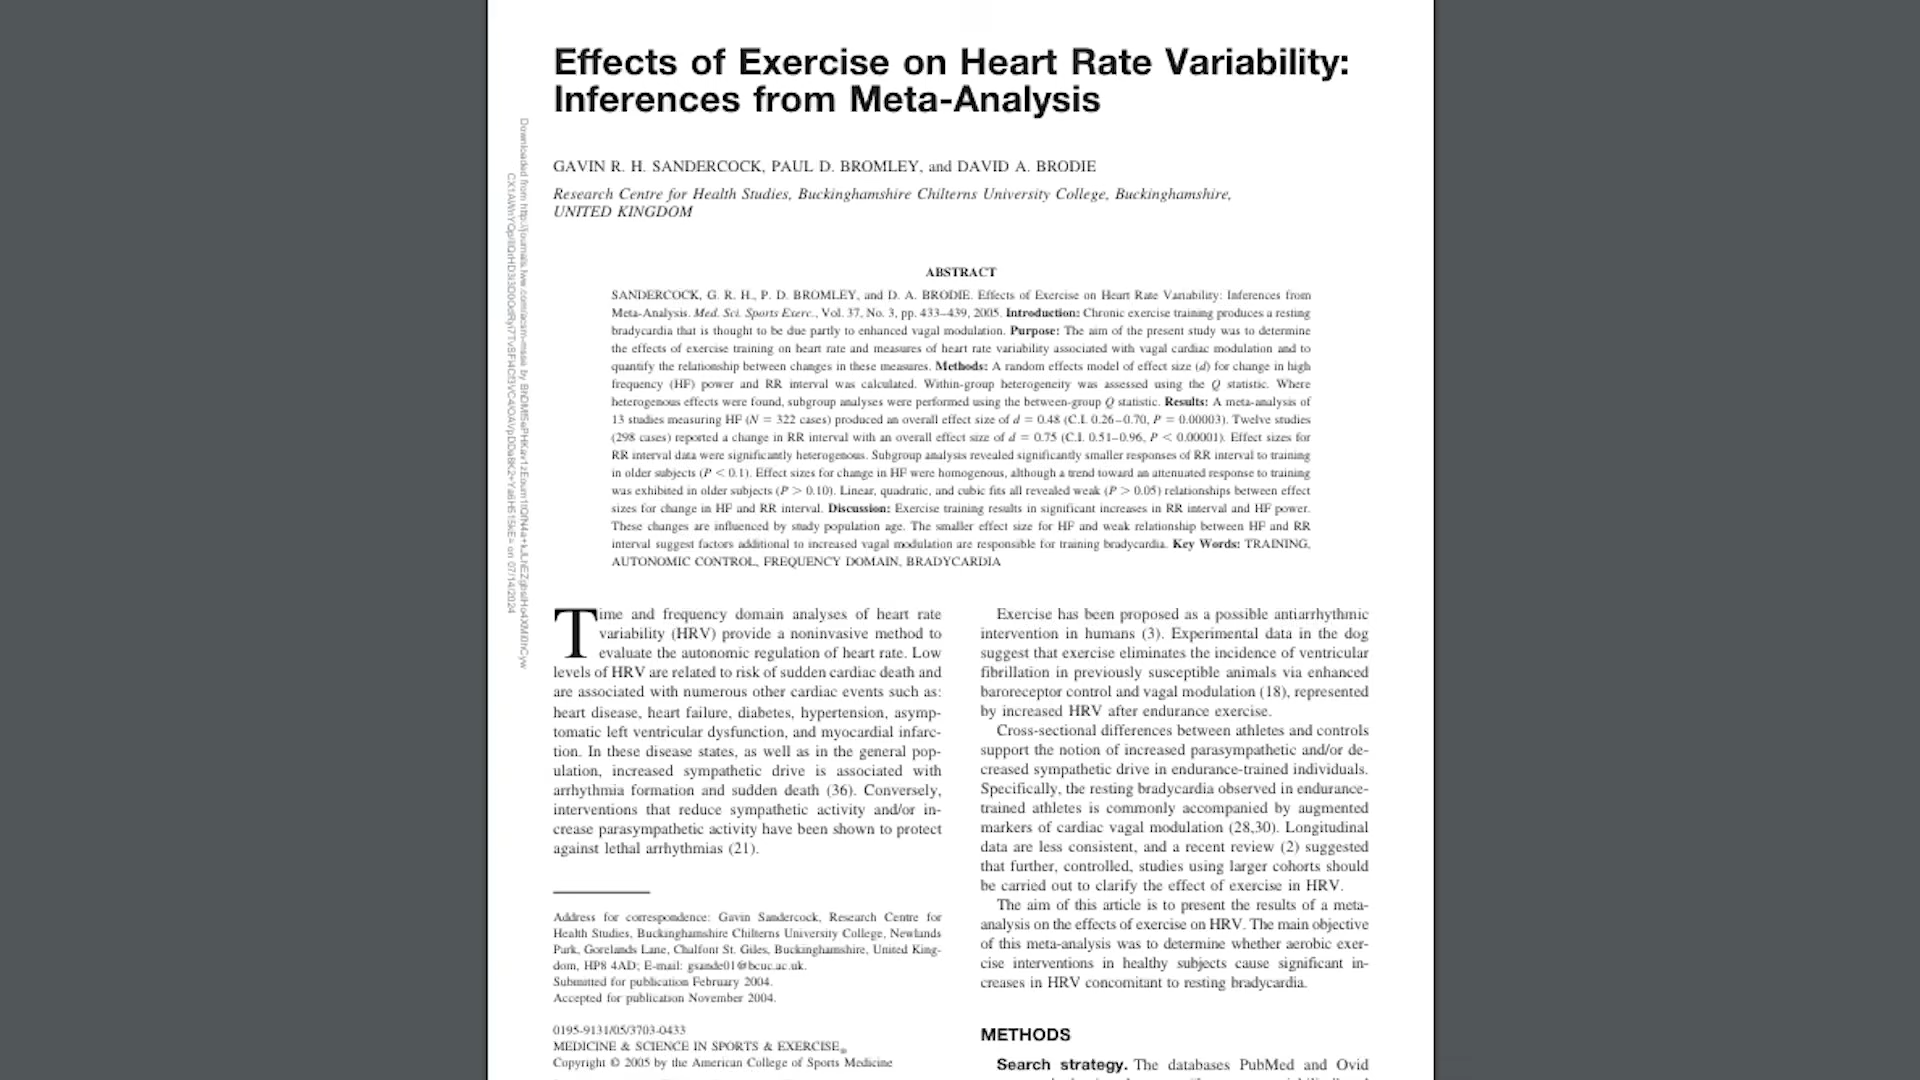 Effects of Exercise on Heart Rate Variability:
Inferences from Meta-Analysis
GAVIN R. H. SANDERCOCK, PAUL D. BROMLEY, and DAVID A. BRODIE
Research Centre for Health Studies, Buckinghamshire Chilterns University College, Buckinghamshire,
UNITED KINGDOM
ABSTRACT
SANDERCOCK, G. R. H., P. D. BROMLEY, and D. A. BRODIE. Effects of Exercise on Heart Rate Variability: Inferences from
Meta-Analysis. Med. Sci. Sports Exerc., Vol. 37, No. 3, pp. 433–439, 2005. Introduction: Chronic exercise training produces a resting
bradycardia that is thought to be due partly to enhanced vagal modulation. Purpose: The aim of the present study was to determine
the effects of exercise training on heart rate and measures of heart rate variability associated with vagal cardiac modulation and to
quantify the relationship between changes in these measures. Methods: A random effects model of effect size (d) for change in high
frequency (HF) power and RR interval was calculated. Within-group heterogeneity was assessed using the Q statistic. Where
heterogenous effects were found, subgroup analyses were performed using the between-group Q statistic. Results: A meta-analysis of
13 studies measuring HF (N = 322 cases) produced an overall effect size of d = 0.48 (C.I. 0.26–0.70, P = 0.00003). Twelve studies
(298 cases) reported a change in RR interval with an overall effect size of d = 0.75 (C.I. 0.51–0.96, P < 0.00001). Effect sizes for
RR interval data were significantly heterogenous. Subgroup analysis revealed significantly smaller responses of RR interval to training
in older subjects (P < 0.1). Effect sizes for change in HF were homogenous, although a trend toward an attenuated response to training
was exhibited in older subjects (P > 0.10). Linear, quadratic, and cubic fits all revealed weak (P > 0.05) relationships between effect
sizes for change in HF and RR interval. Discussion: Exercise training results in significant increases in RR interval and HF power.
These changes are influenced by study population age. The smaller effect size for HF and weak relationship between HF and RR
interval suggest factors additional to increased vagal modulation are responsible for training bradycardia. Key Words: TRAINING,
AUTONOMIC CONTROL, FREQUENCY DOMAIN, BRADYCARDIA
Time and frequency domain analyses of heart rate
variability (HRV) provide a noninvasive method to
evaluate the autonomic regulation of heart rate. Low
levels of HRV are related to risk of sudden cardiac death and
are associated with numerous other cardiac events such as:
heart disease, heart failure, diabetes, hypertension, asymp-
tomatic left ventricular dysfunction, and myocardial infarc-
tion. In these disease states, as well as in the general pop-
ulation, increased sympathetic drive is associated with
arrhythmia formation and sudden death (36). Conversely,
interventions that reduce sympathetic activity and/or in-
crease parasympathetic activity have been shown to protect
against lethal arrhythmias (21).
Address for correspondence: Gavin Sandercock, Research Centre for
Health Studies, Buckinghamshire Chilterns University College, Newlands
Park, Gorelands Lane, Chalfont St. Giles, Buckinghamshire, United King-
dom, HP8 4AD; E-mail: gsande01@bcuc.ac.uk.
Submitted for publication February 2004.
Accepted for publication November 2004.
0195-9131/05/3703-0433
MEDICINE & SCIENCE IN SPORTS & EXERCISE®
Copyright © 2005 by the American College of Sports Medicine
Exercise has been proposed as a possible antiarrhythmic
intervention in humans (3). Experimental data in the dog
suggest that exercise eliminates the incidence of ventricular
fibrillation in previously susceptible animals via enhanced
baroreceptor control and vagal modulation (18), represented
by increased HRV after endurance exercise.
Cross-sectional differences between athletes and controls
support the notion of increased parasympathetic and/or de-
creased sympathetic drive in endurance-trained individuals.
Specifically, the resting bradycardia observed in endurance-
trained athletes is commonly accompanied by augmented
markers of cardiac vagal modulation (28,30). Longitudinal
data are less consistent, and a recent review (2) suggested
that further, controlled, studies using larger cohorts should
be carried out to clarify the effect of exercise in HRV.
The aim of this article is to present the results of a meta-
analysis on the effects of exercise on HRV. The main objective
of this meta-analysis was to determine whether aerobic exer-
cise interventions in healthy subjects cause significant in-
creases in HRV concomitant to resting bradycardia.
METHODS
Search strategy. The databases PubMed and Ovid
Downloaded from http://journals.lww.com/acsm-msse by
on 07/14/2024